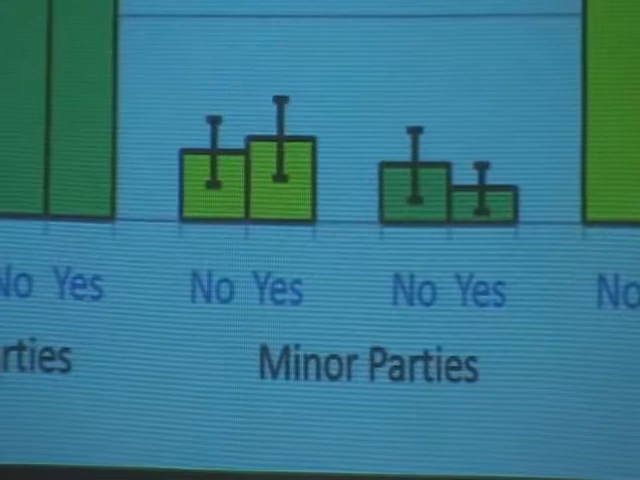 No Yes No Yes No Yes No
rties Minor Parties